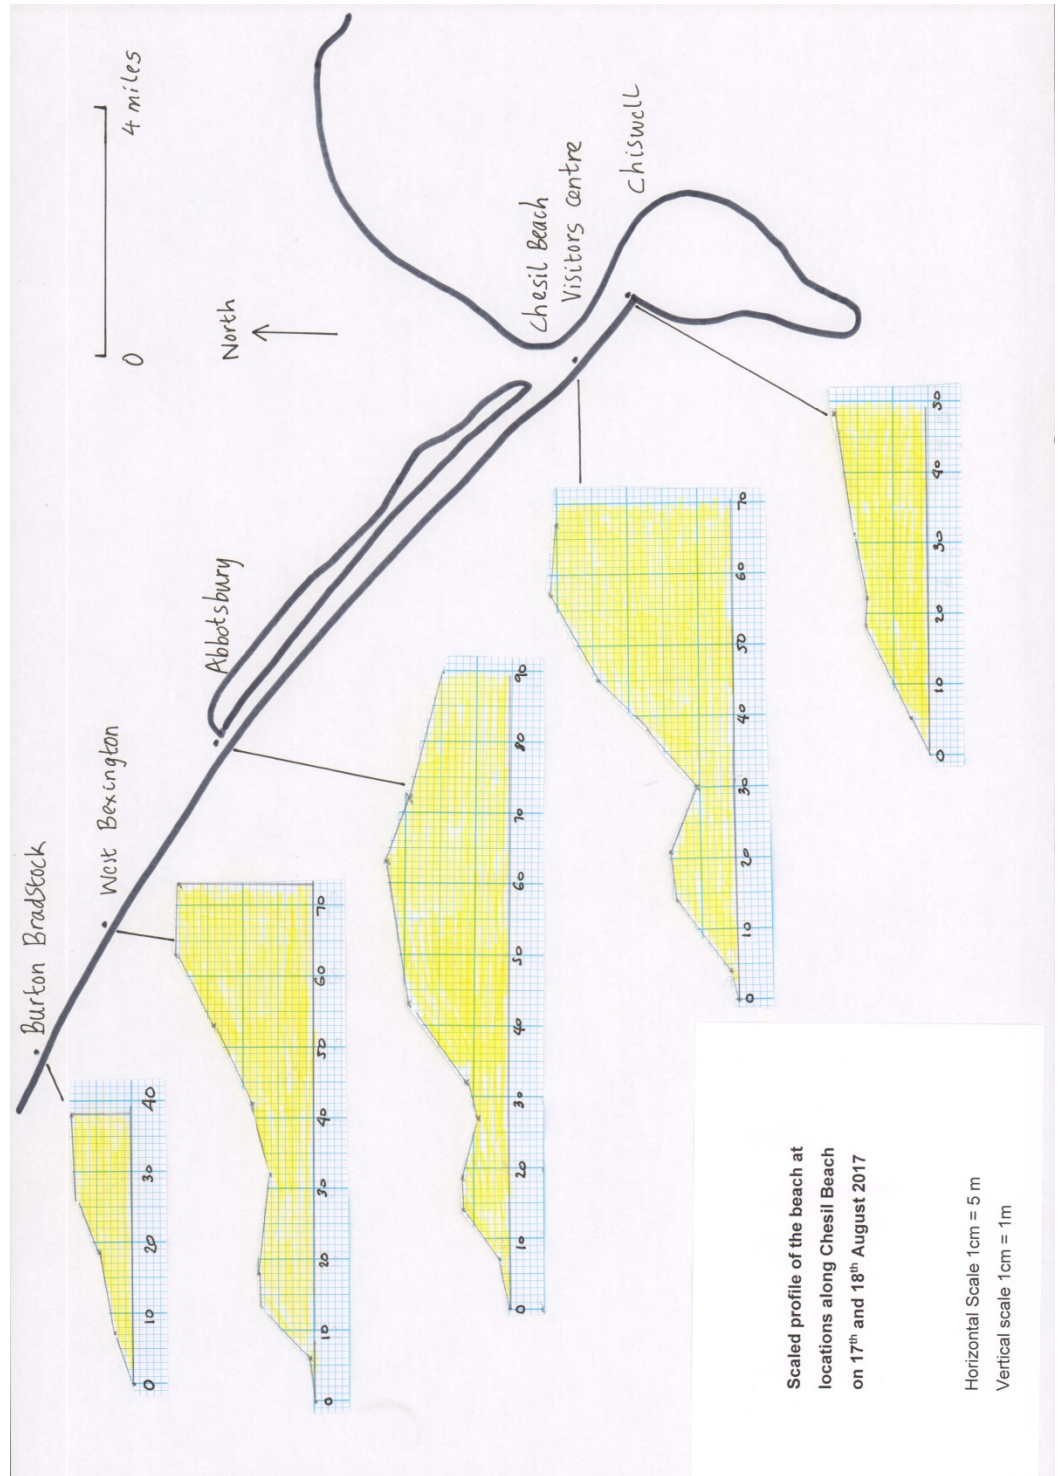 Burton Bradstock
West Bexington
Abbotsbury
North
0
4 miles
Chesil Beach
Visitors centre
Chiswell
0 10 20 30 40
0 10 20 30 40 50 60 70
0 10 20 30 40 50 60 70 80 90
0 10 20 30 40 50 60 70
0 10 20 30 40 50
Scaled profile of the beach at
locations along Chesil Beach
on 17th and 18th August 2017
Horizontal Scale 1cm = 5 m
Vertical scale 1cm = 1m